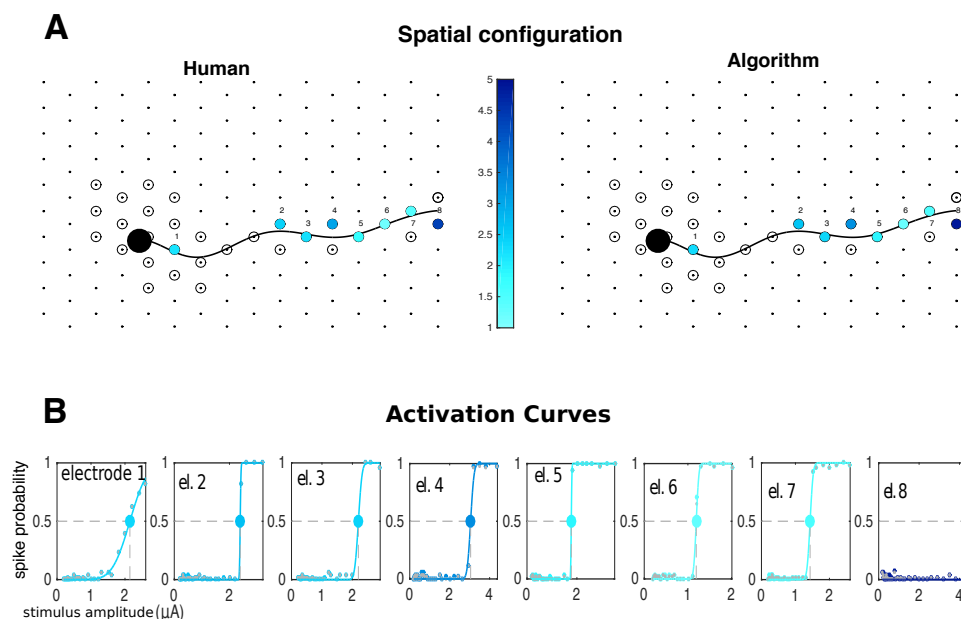 A
Spatial configuration
Human
Algorithm
5
4.5
4
3.5
3
2.5
2
1.5
1
1 2 3 4 5 6 7 8
1 2 3 4 5 6 7 8
B
Activation Curves
spike probability
1
0.5
0
electrode 1
0 1 2
stimulus amplitude (µA)
1
0.5
0
el. 2
0 2
1
0.5
0
el. 3
0 1 2
1
0.5
0
el. 4
0 2 4
1
0.5
0
el. 5
0 2
1
0.5
0
el. 6
0 1 2
1
0.5
0
el. 7
0 1 2
1
0.5
0
el. 8
0 2 4